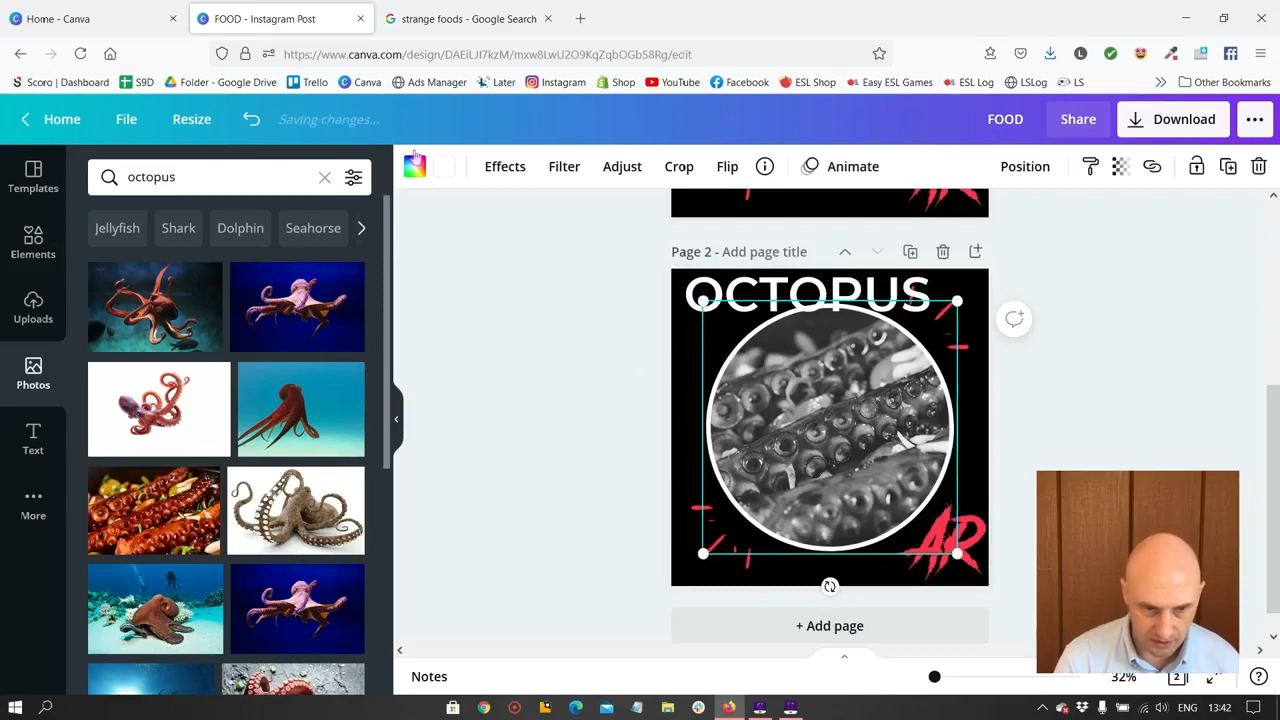 Home - Canva
FOOD - Instagram Post
strange foods - Google Search
https://www.canva.com/design/DAEiLJI7kzM/mxw8LwU2O9KqZqbOGb58Rg/edit
Scoro | Dashboard
S9D
Folder - Google Drive
Trello
Canva
Ads Manager
Later
Instagram
Shop
YouTube
Facebook
ESL Shop
Easy ESL Games
ESL Log
LSLog
LS
Other Bookmarks
Home
File
Resize
Saving changes...
FOOD
Share
Download
Templates
Elements
Uploads
Photos
Text
More
octopus
Jellyfish
Shark
Dolphin
Seahorse
Effects
Filter
Adjust
Crop
Flip
Animate
Position
Page 2 - Add page title
OCTOPUS
AR
+ Add page
Notes
32%
2
ENG
13:42